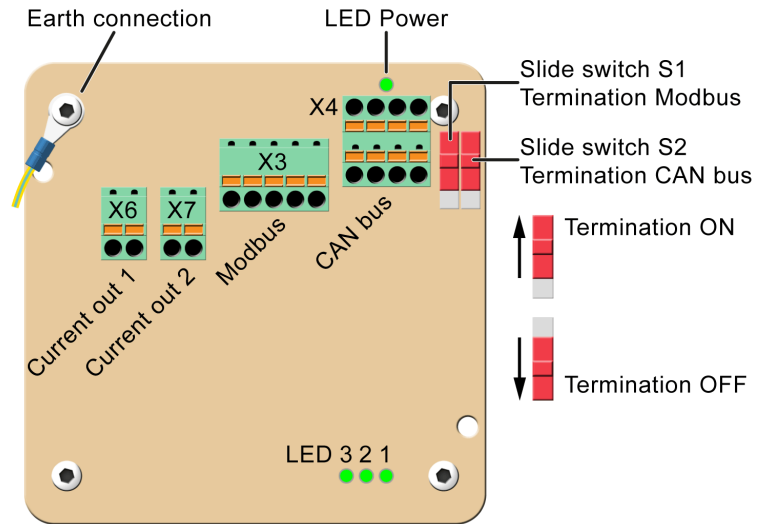 Earth connection
LED Power
Slide switch S1
Termination Modbus
X4
Slide switch S2
Termination CAN bus
X3
X6
X7
Termination ON
Modbus
CAN bus
Current out 1
Current out 2
Termination OFF
LED 3 2 1